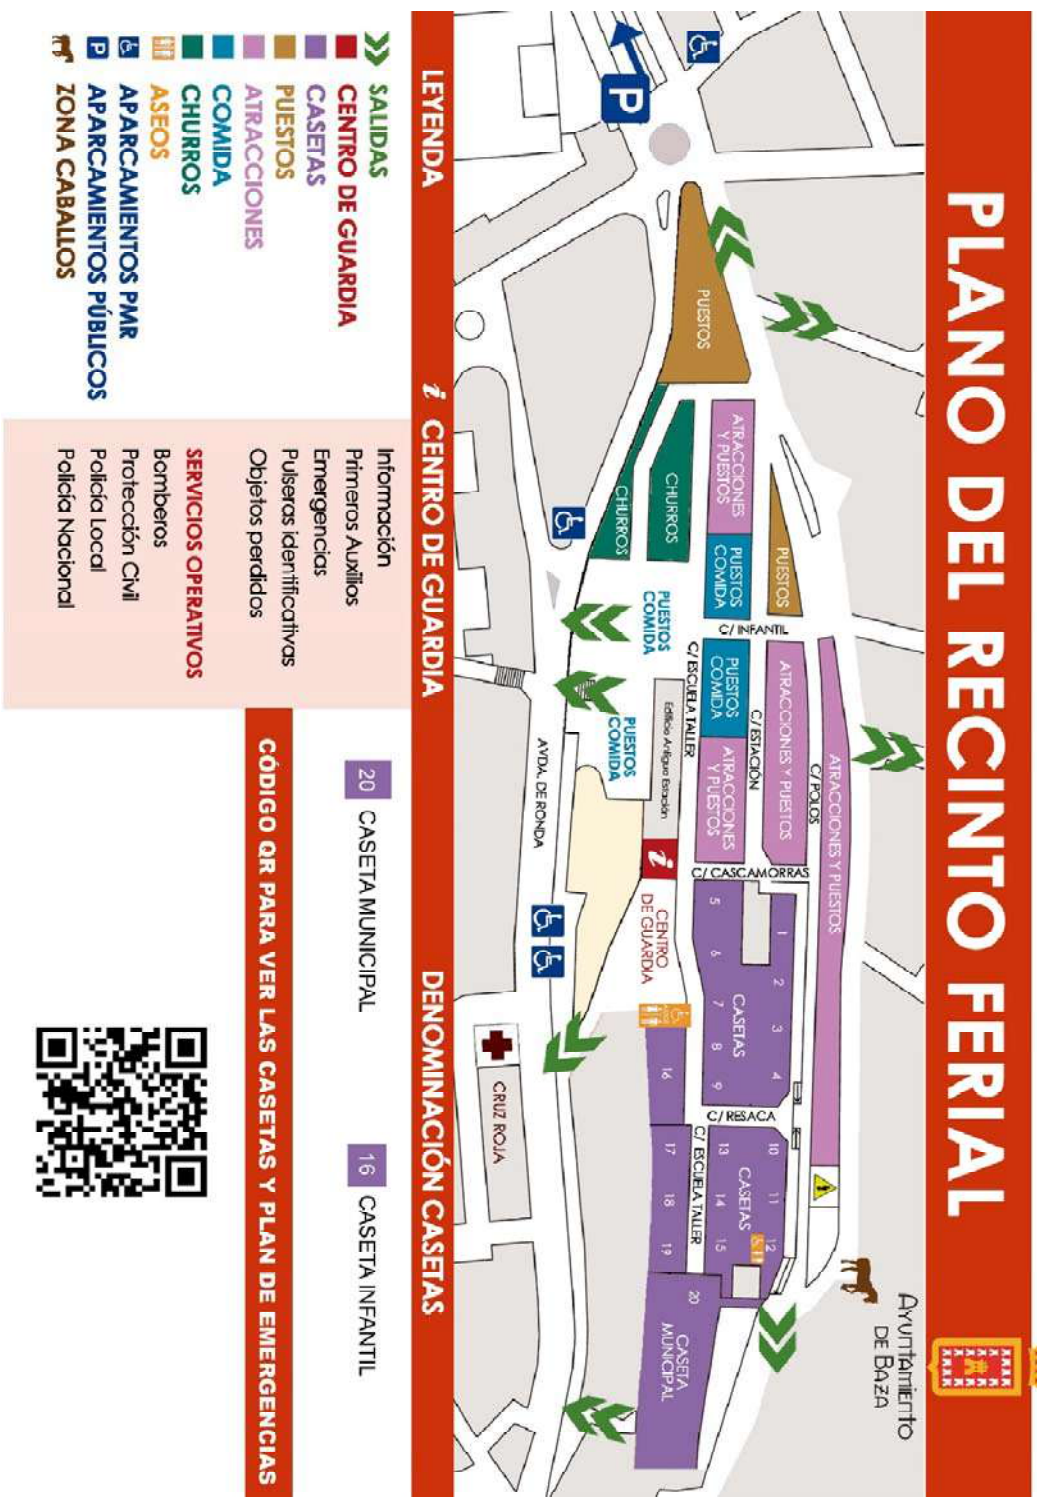 PLANO DEL RECINTO FERIAL
Ayuntamiento
DE BAZA
P
PUESTOS
ATRACCIONES
Y PUESTOS
PUESTOS
CHURROS
CHURROS
PUESTOS
COMIDA
C/ INFANTIL
PUESTOS
COMIDA
PUESTOS
COMIDA
PUESTOS
COMIDA
C/ ESCUELA TALLER
Edificio Antigua Estación
C/ ESTACIÓN
ATRACCIONES Y PUESTOS
ATRACCIONES
Y PUESTOS
C/ POLOS
ATRACCIONES Y PUESTOS
C/ CASCAMORRAS
i
CENTRO
DE GUARDIA
AVDA. DE RONDA
1
2
3
4
5
6
7
8
9
CASETAS
C/ RESACA
10
11
12
13
14
15
CASETAS
C/ ESCUELA TALLER
16
17
18
19
20
CASETA
MUNICIPAL
CRUZ ROJA
LEYENDA
SALIDAS
CENTRO DE GUARDIA
CASETAS
PUESTOS
ATRACCIONES
COMIDA
CHURROS
ASEOS
APARCAMIENTOS PMR
P APARCAMIENTOS PÚBLICOS
ZONA CABALLOS
i CENTRO DE GUARDIA
Información
Primeros Auxilios
Emergencias
Pulseras identificativas
Objetos perdidos
SERVICIOS OPERATIVOS
Bomberos
Protección Civil
Policía Local
Policía Nacional
DENOMINACIÓN CASETAS
20 CASETA MUNICIPAL
16 CASETA INFANTIL
CÓDIGO QR PARA VER LAS CASETAS Y PLAN DE EMERGENCIAS